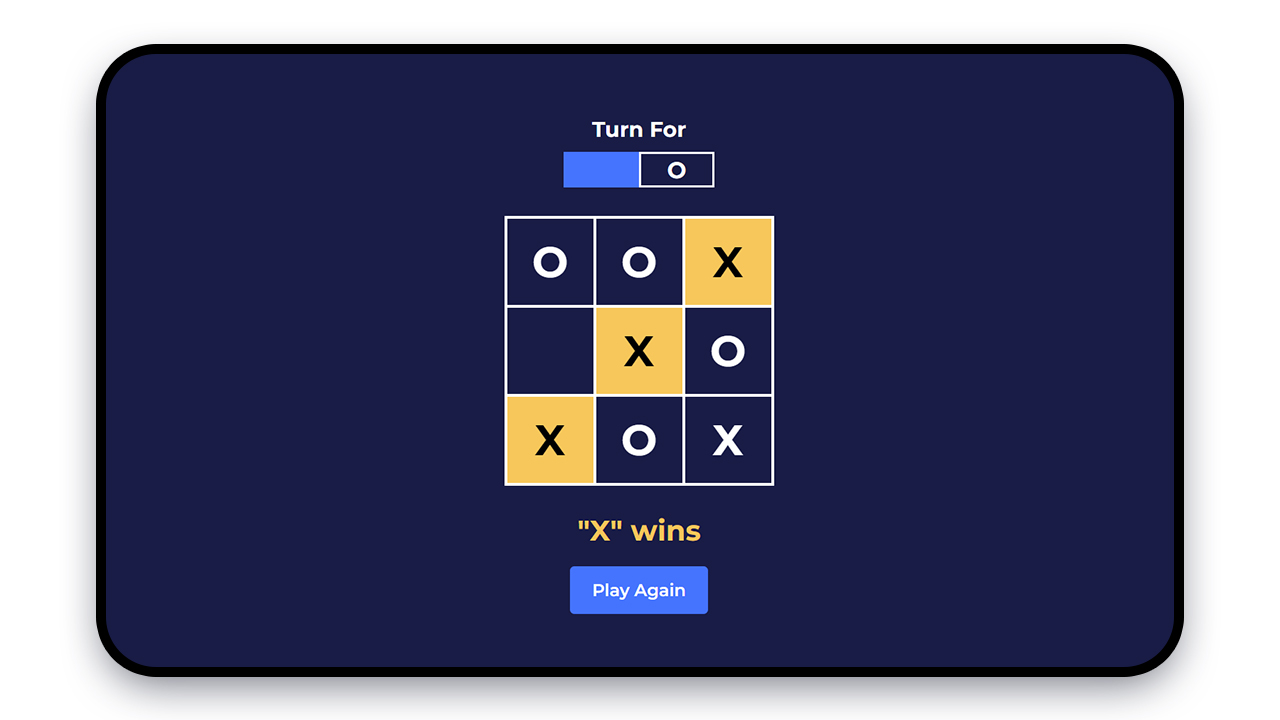 Turn For
O
O O X
X O
X O X
"X" wins
Play Again